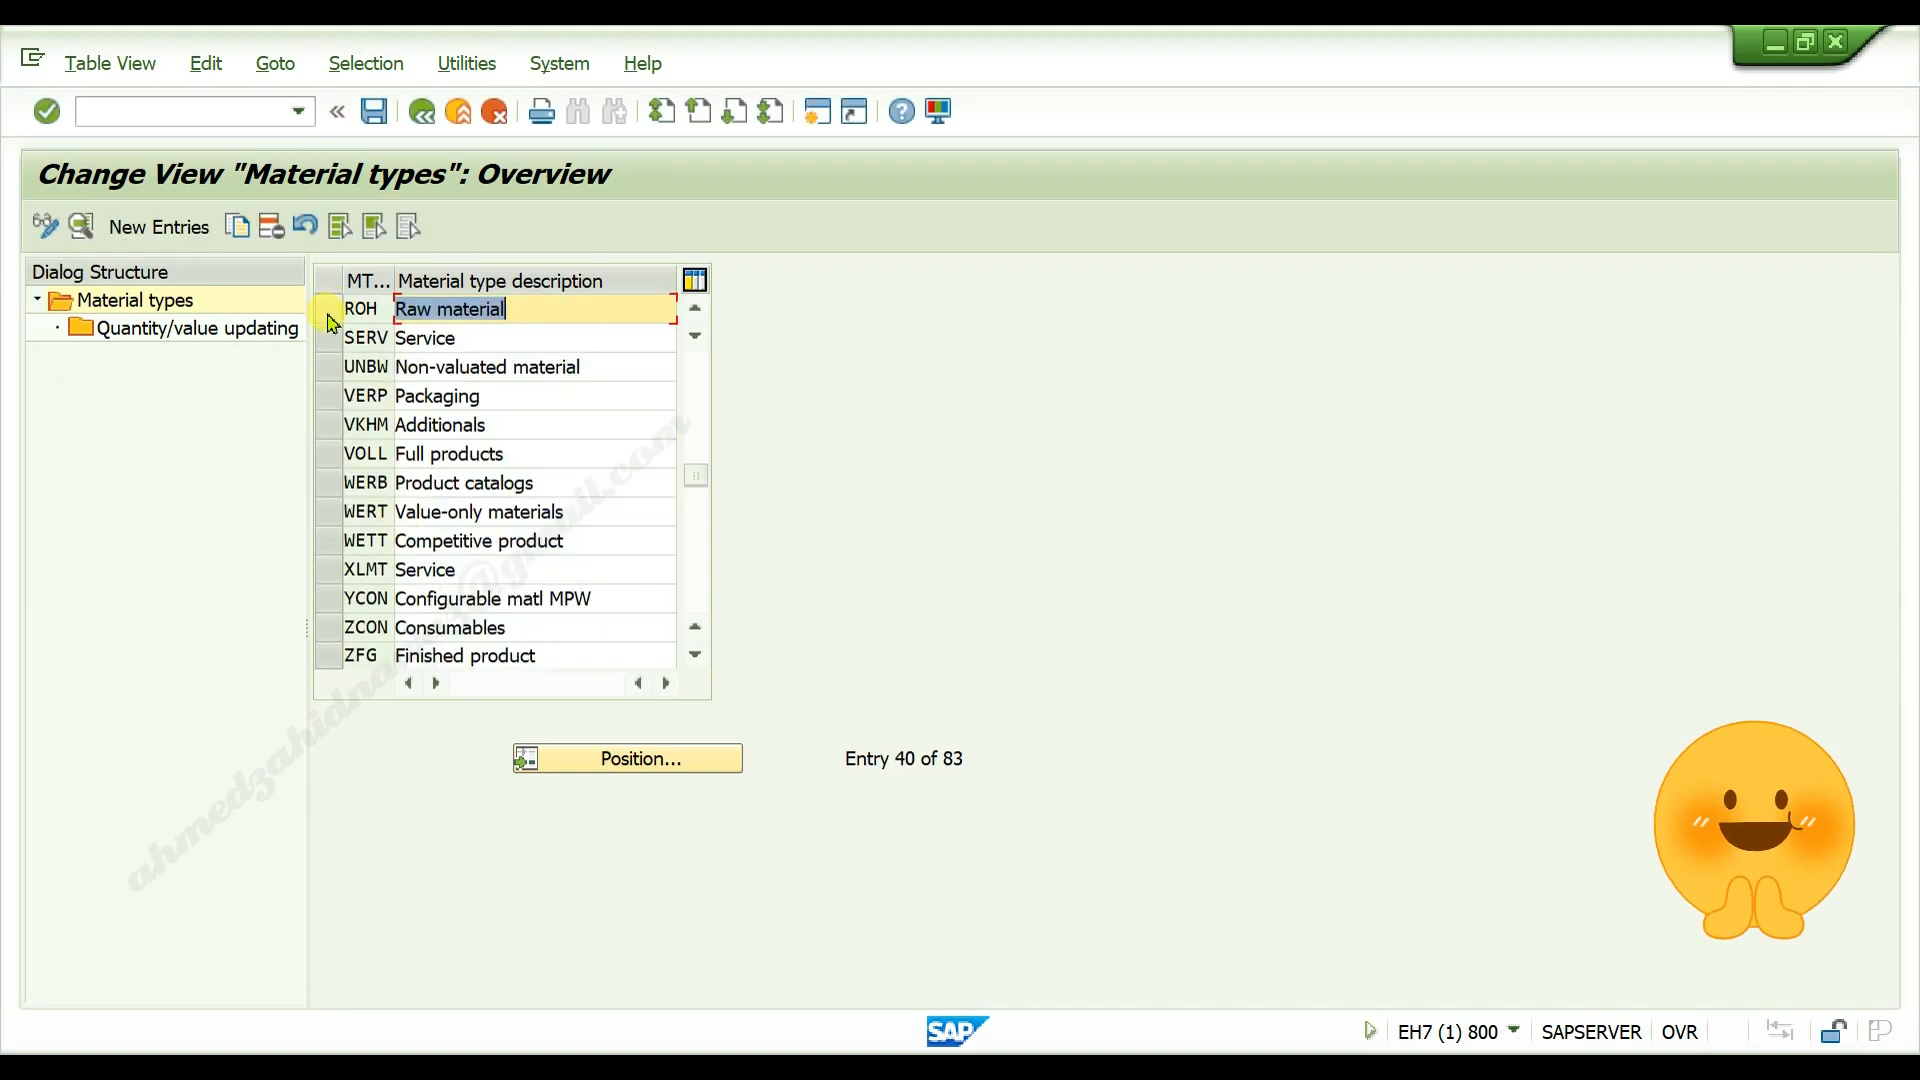 Table View Edit Goto Selection Utilities System Help
Change View "Material types": Overview
New Entries
Dialog Structure
Material types
Quantity/value updating
MT... Material type description
ROH Raw material
SERV Service
UNBW Non-valuated material
VERP Packaging
VKHM Additionals
VOLL Full products
WERB Product catalogs
WERT Value-only materials
WETT Competitive product
XLMT Service
YCON Configurable matl MPW
ZCON Consumables
ZFG Finished product
Position... Entry 40 of 83
SAP EH7 (1) 800 SAPSERVER OVR